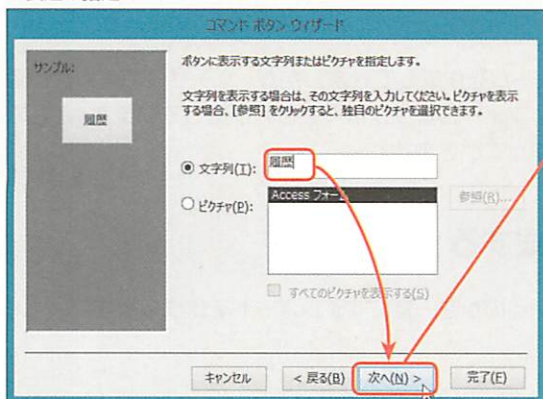 コマンド ボタン ウィザード
サンプル:
履歴
ボタンに表示する文字列またはピクチャを指定します。
文字列を表示する場合は、その文字列を入力してください。ピクチャを表示
する場合、[参照] をクリックすると、独自のピクチャを選択できます。
文字列(T):
履歴
ピクチャ(P):
Access フォーム
参照(R)...
すべてのピクチャを表示する(S)
キャンセル
< 戻る(B)
次へ(N) >
完了(F)